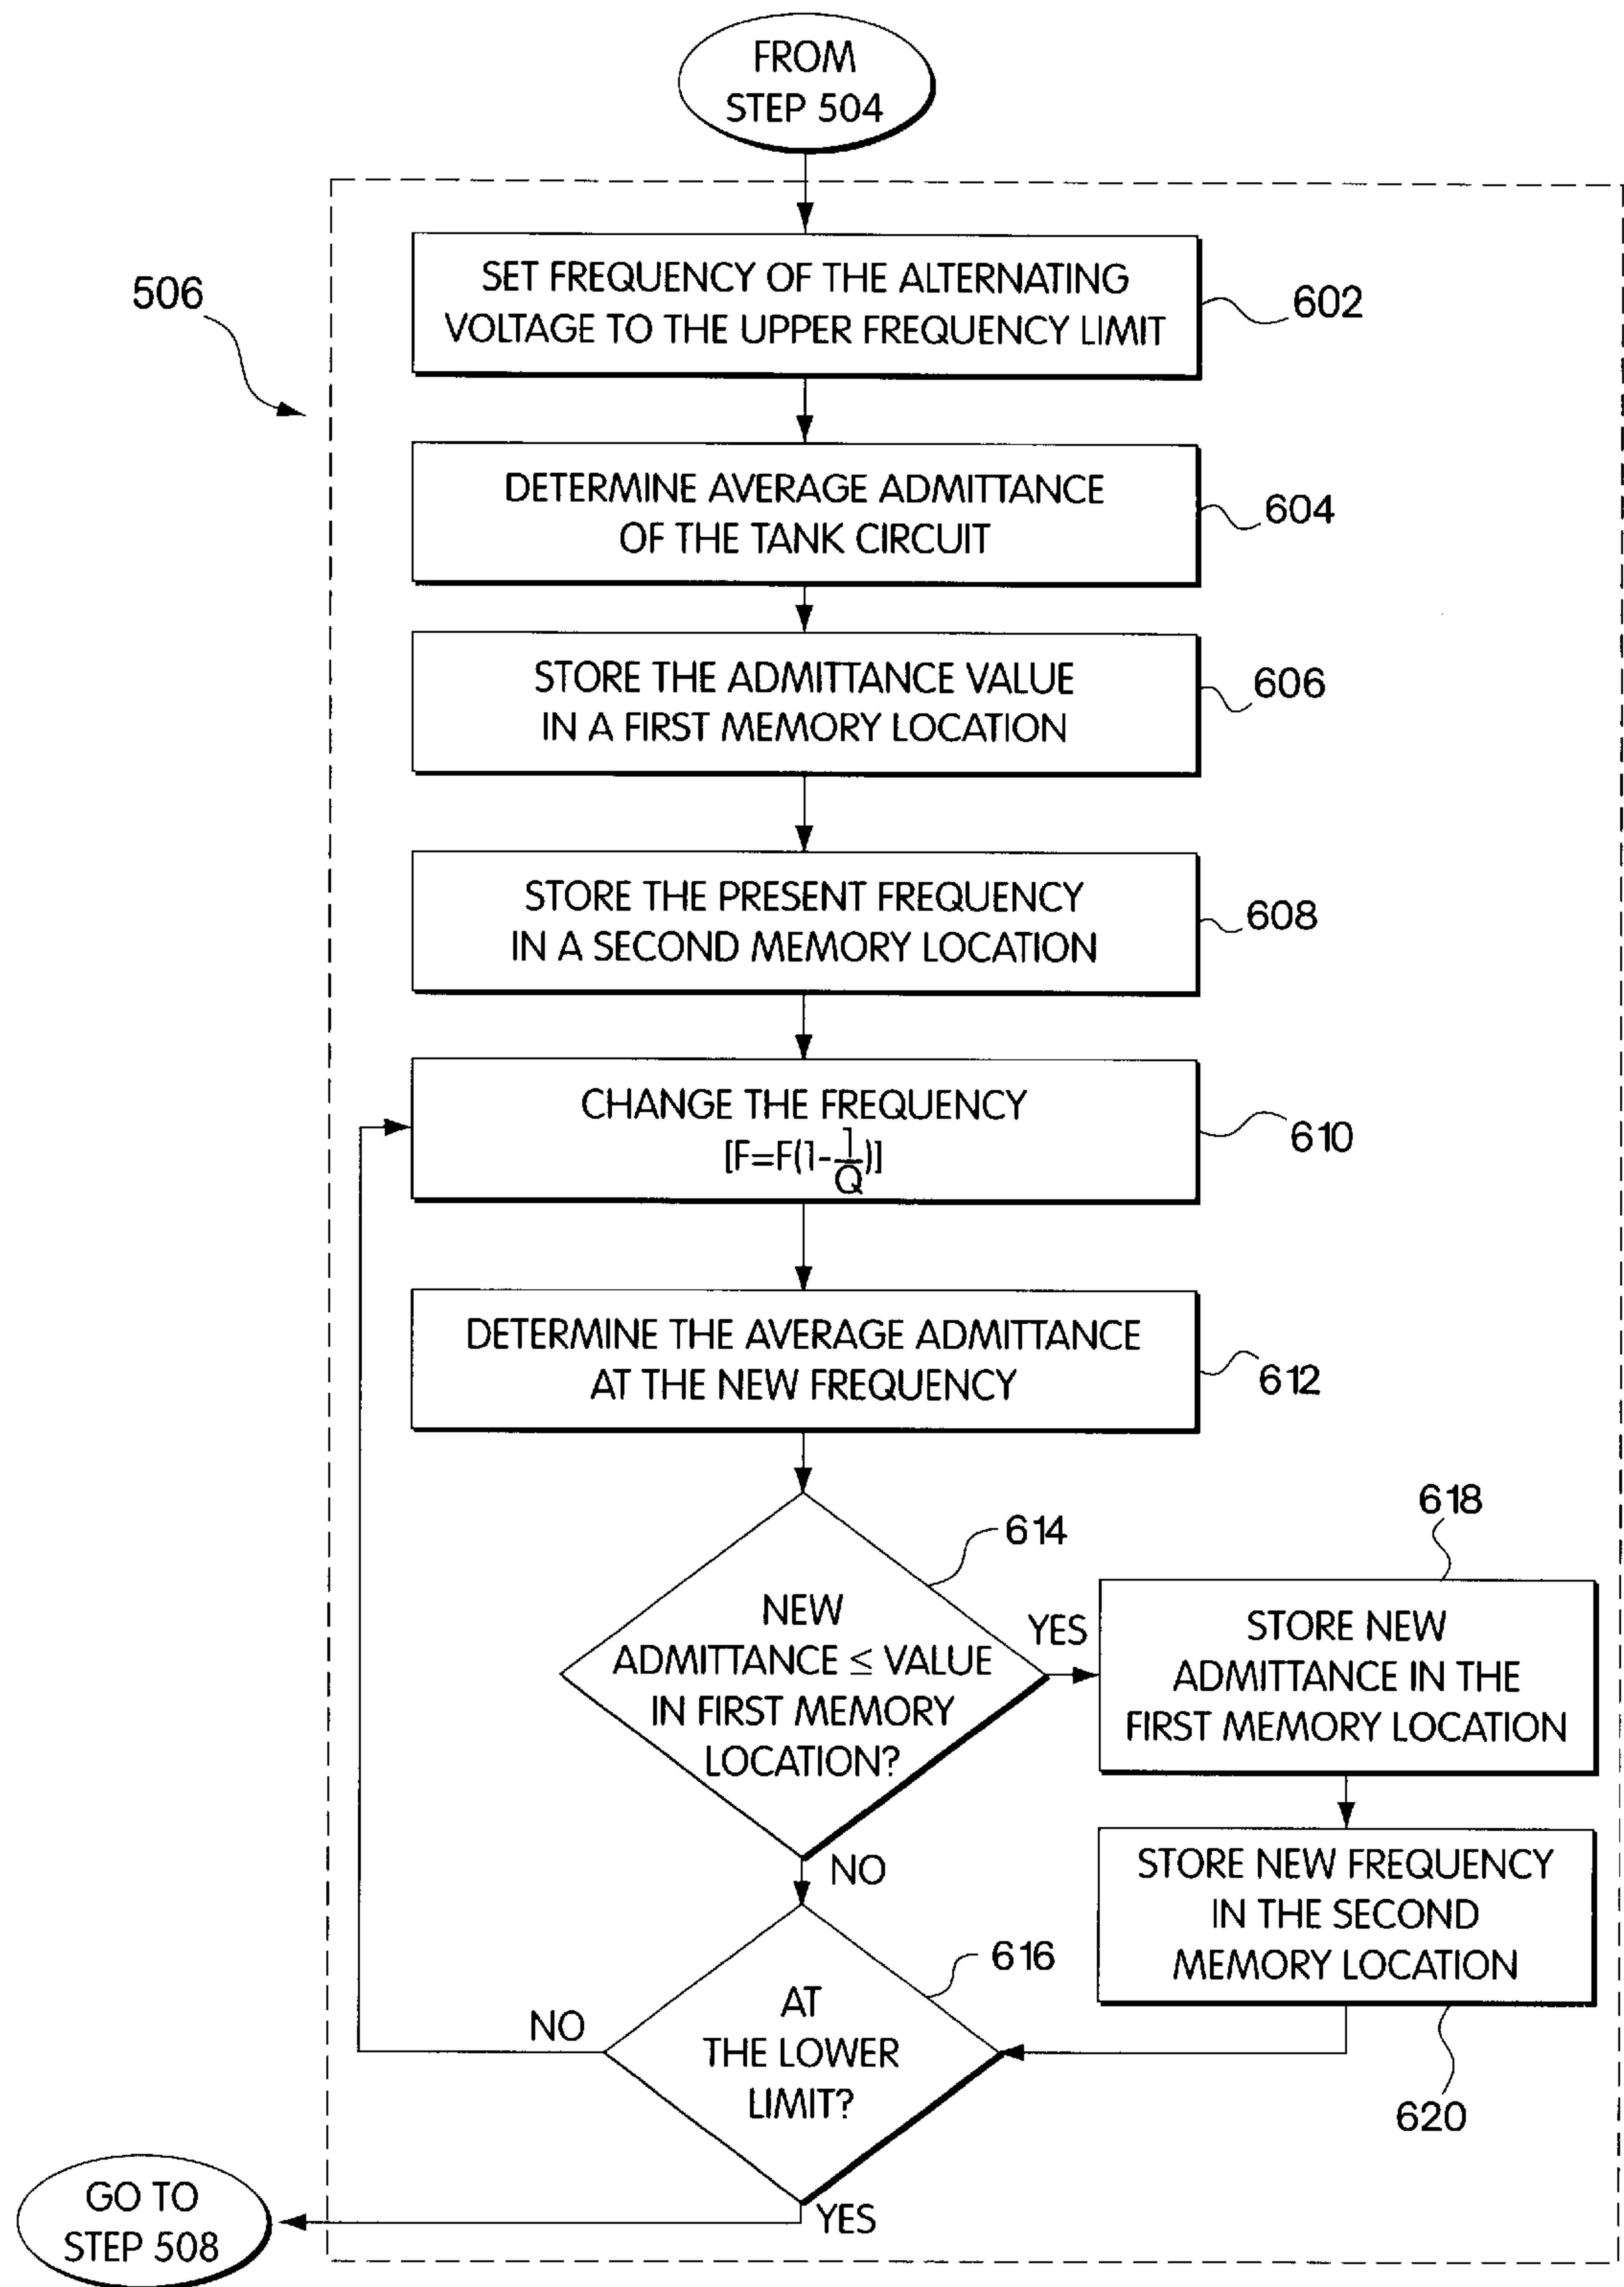 FROM
STEP 504
506
SET FREQUENCY OF THE ALTERNATING
VOLTAGE TO THE UPPER FREQUENCY LIMIT
602
DETERMINE AVERAGE ADMITTANCE
OF THE TANK CIRCUIT
604
STORE THE ADMITTANCE VALUE
IN A FIRST MEMORY LOCATION
606
STORE THE PRESENT FREQUENCY
IN A SECOND MEMORY LOCATION
608
CHANGE THE FREQUENCY
[F=F(1-1/Q)]
610
DETERMINE THE AVERAGE ADMITTANCE
AT THE NEW FREQUENCY
612
614
NEW
ADMITTANCE ≤ VALUE
IN FIRST MEMORY
LOCATION?
YES
NO
618
STORE NEW
ADMITTANCE IN THE
FIRST MEMORY LOCATION
STORE NEW FREQUENCY
IN THE SECOND
MEMORY LOCATION
620
616
AT
THE LOWER
LIMIT?
NO
YES
GO TO
STEP 508